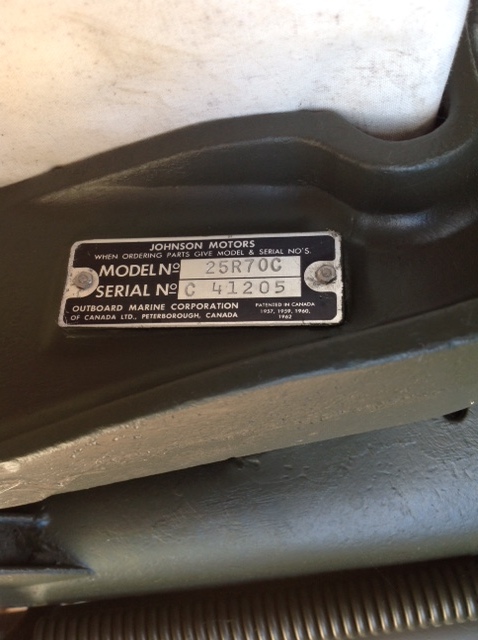 JOHNSON MOTORS
WHEN ORDERING PARTS GIVE MODEL & SERIAL NO'S.
MODEL Nº 25R70C
SERIAL Nº C 41205
OUTBOARD MARINE CORPORATION
OF CANADA LTD., PETERBOROUGH, CANADA
PATENTED IN CANADA
1957, 1959, 1960,
1962